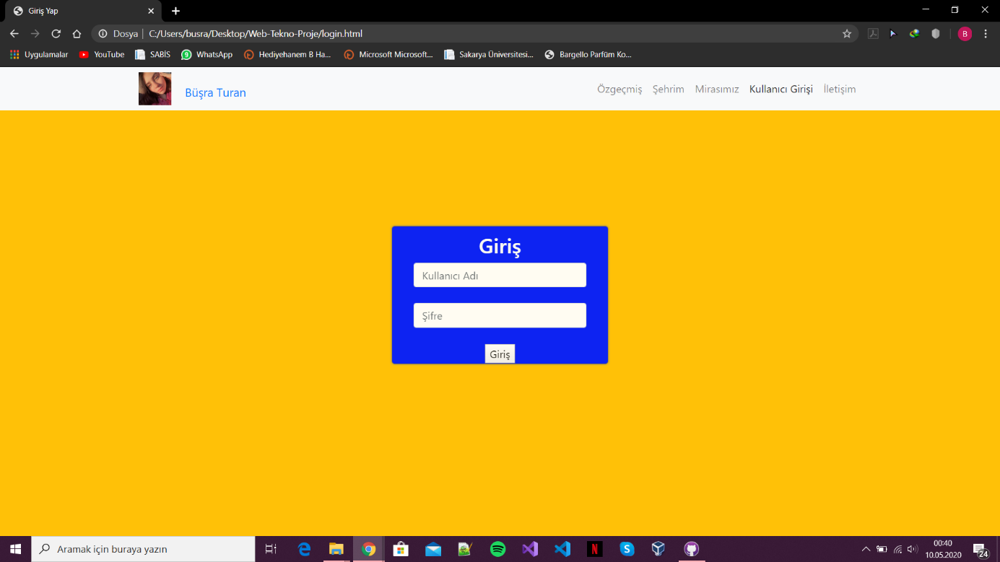 Giriş Yap
Dosya | C:/Users/busra/Desktop/Web-Tekno-Proje/login.html
B
Uygulamalar YouTube SABİS 9 WhatsApp Hediyehanem B Ha... Microsoft Microsoft... Sakarya Üniversitesi... Bargello Parfüm Ko...
Büşra Turan
Özgeçmiş Şehrim Mirasımız Kullanıcı Girişi İletişim
Giriş
Kullanıcı Adı
Şifre
Giriş
Aramak için buraya yazın
N
S
00:40
10.05.2020
24